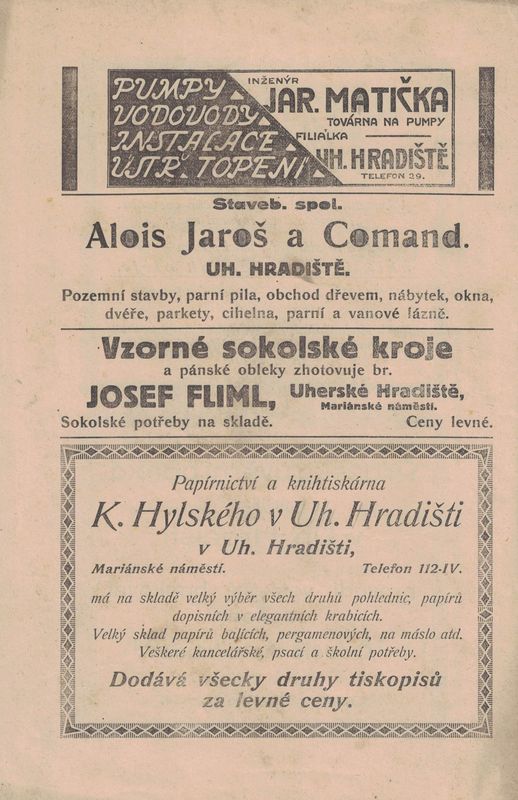 PUMPY
VODOVODY
INSTALACE
ÚSTŘ. TOPENÍ
INŽENÝR
JAR. MATIČKA
TOVÁRNA NA PUMPY
FILIÁLKA
UH. HRADIŠTĚ
TELEFON 29.
Staveb. spol.
Alois Jaroš a Comand.
UH. HRADIŠTĚ.
Pozemní stavby, parní pila, obchod dřevem, nábytek, okna,
dvéře, parkety, cihelna, parní a vanové lázně.
Vzorné sokolské kroje
a pánské obleky zhotovuje br.
JOSEF FLIML, Uherské Hradiště,
Mariánské náměstí.
Sokolské potřeby na skladě. Ceny levné.
Papírnictví a knihtiskárna
K. Hylského v Uh. Hradišti
v Uh. Hradišti,
Mariánské náměstí. Telefon 112-IV.
má na skladě velký výběr všech druhů pohlednic, papírů
dopisních v elegantních krabicích.
Velký sklad papírů balících, pergamenových, na máslo atd.
Veškeré kancelářské, psací a školní potřeby.
Dodává všecky druhy tiskopisů
za levné ceny.